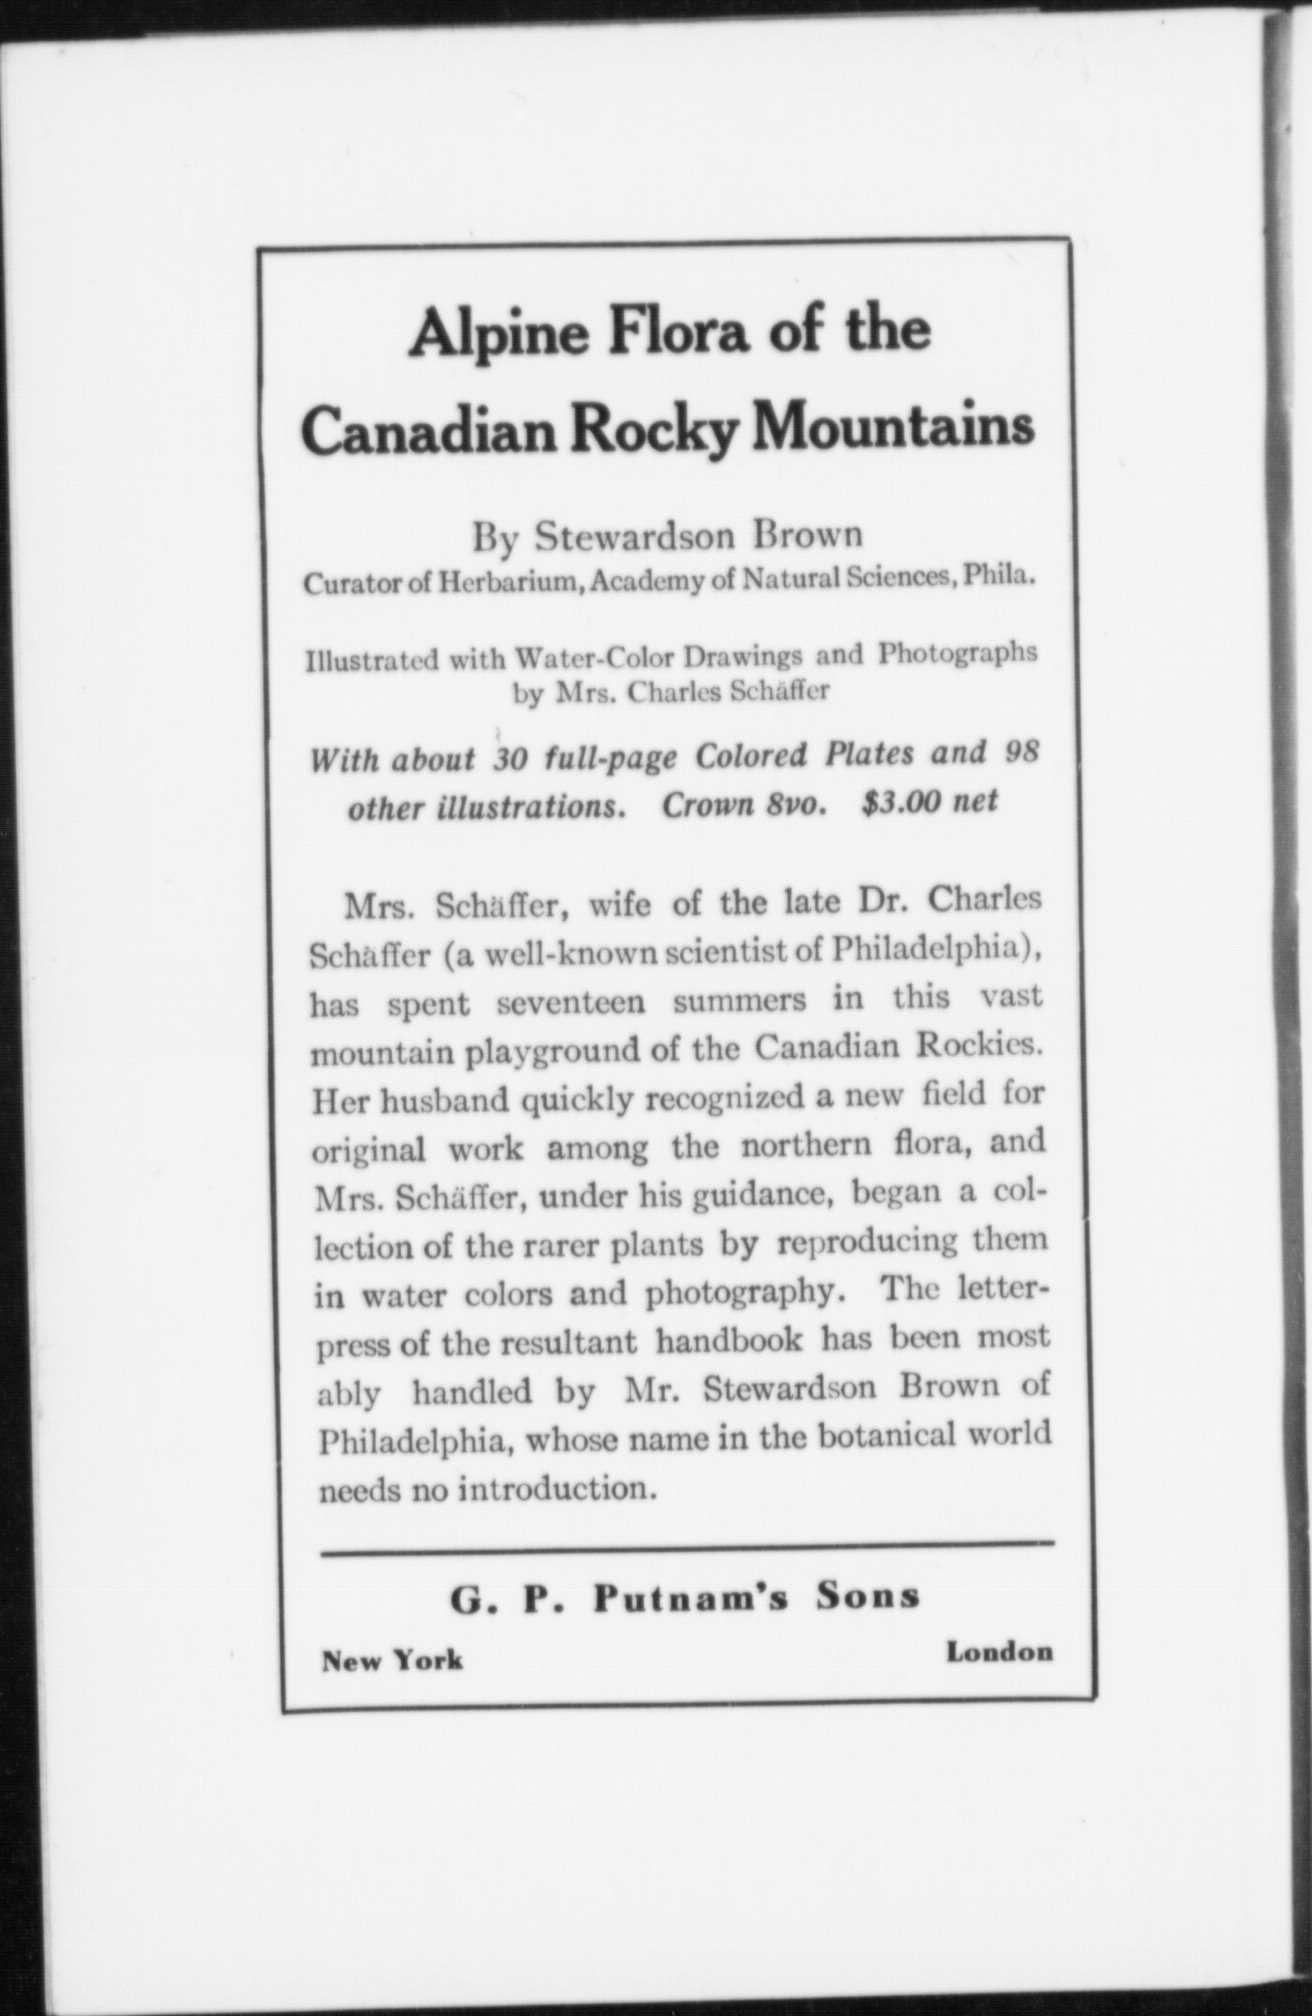 Alpine Flora of the
Canadian Rocky Mountains
By Stewardson Brown
Curator of Herbarium, Academy of Natural Sciences, Phila.
Illustrated with Water-Color Drawings and Photographs
by Mrs. Charles Schäffer
With about 30 full-page Colored Plates and 98
other illustrations. Crown 8vo. $3.00 net
Mrs. Schäffer, wife of the late Dr. Charles
Schäffer (a well-known scientist of Philadelphia),
has spent seventeen summers in this vast
mountain playground of the Canadian Rockies.
Her husband quickly recognized a new field for
original work among the northern flora, and
Mrs. Schäffer, under his guidance, began a col-
lection of the rarer plants by reproducing them
in water colors and photography. The letter-
press of the resultant handbook has been most
ably handled by Mr. Stewardson Brown of
Philadelphia, whose name in the botanical world
needs no introduction.
G. P. Putnam's Sons
New York London